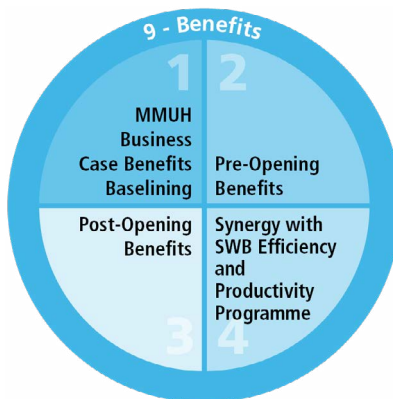 9 - Benefits
1
MMUH
Business
Case Benefits
Baselining
2
Pre-Opening
Benefits
Post-Opening
Benefits
3
Synergy with
SWB Efficiency
and
Productivity
Programme
4